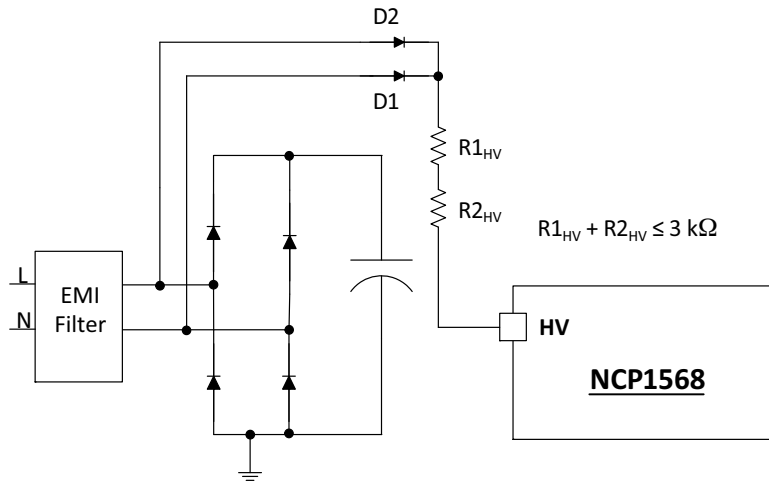 D2
D1
R1HV
R2HV
R1HV + R2HV ≤ 3 kΩ
L
EMI
Filter
N
HV
NCP1568